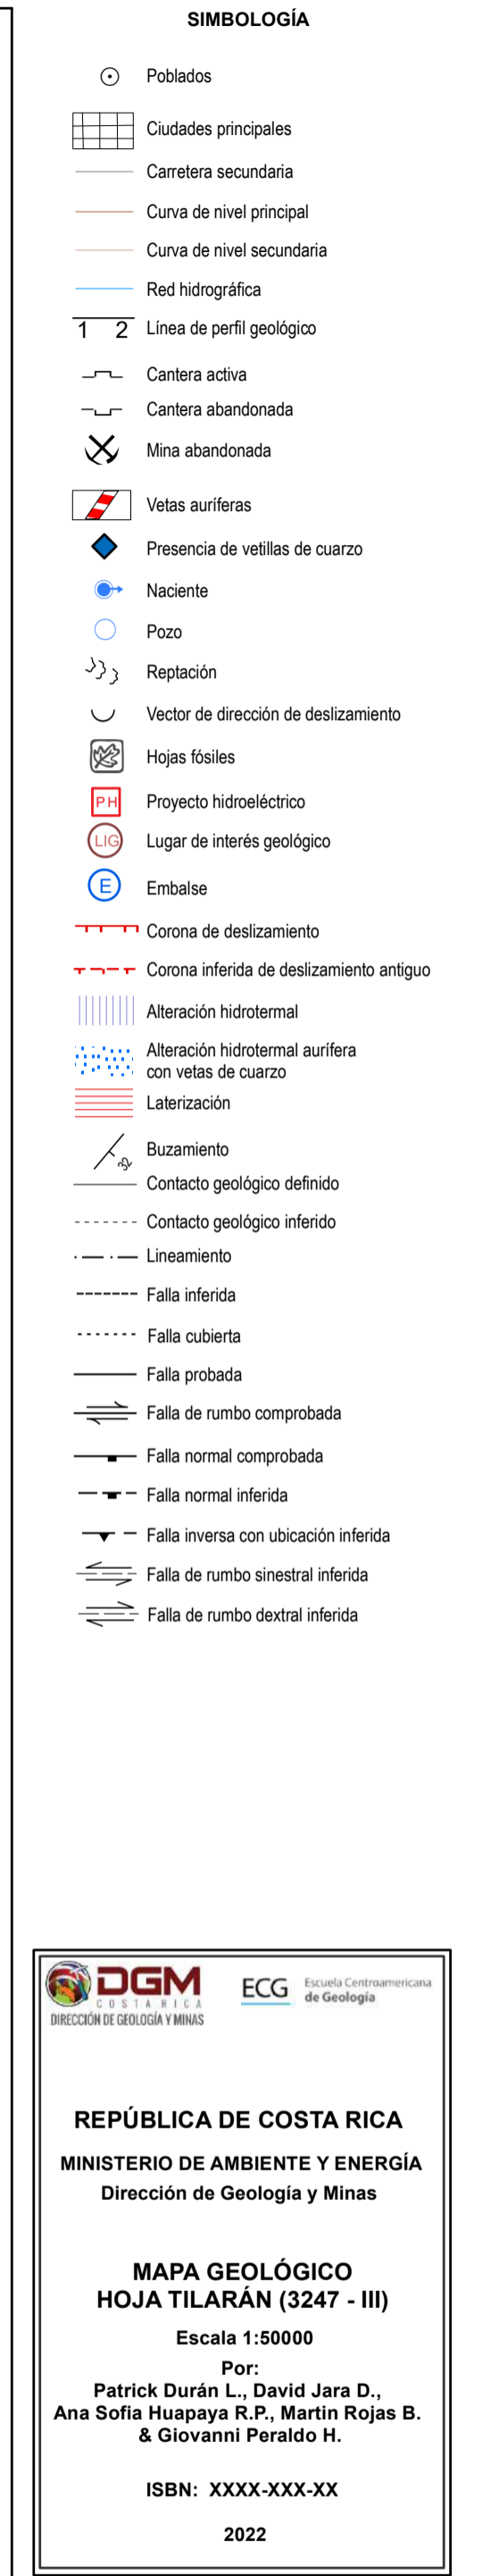 SIMBOLOGÍA
Poblados
Ciudades principales
Carretera secundaria
Curva de nivel principal
Curva de nivel secundaria
Red hidrográfica
1 2 Línea de perfil geológico
Cantera activa
Cantera abandonada
Mina abandonada
Vetas auríferas
Presencia de vetillas de cuarzo
Naciente
Pozo
Reptación
Vector de dirección de deslizamiento
Hojas fósiles
PH Proyecto hidroeléctrico
LIG Lugar de interés geológico
E Embalse
Corona de deslizamiento
Corona inferida de deslizamiento antiguo
Alteración hidrotermal
Alteración hidrotermal aurífera
con vetas de cuarzo
Laterización
32 Buzamiento
Contacto geológico definido
Contacto geológico inferido
Lineamiento
Falla inferida
Falla cubierta
Falla probada
Falla de rumbo comprobada
Falla normal comprobada
Falla normal inferida
Falla inversa con ubicación inferida
Falla de rumbo sinestral inferida
Falla de rumbo dextral inferida
DGM
COSTA RICA
DIRECCIÓN DE GEOLOGÍA Y MINAS
ECG Escuela Centroamericana
de Geología
REPÚBLICA DE COSTA RICA
MINISTERIO DE AMBIENTE Y ENERGÍA
Dirección de Geología y Minas
MAPA GEOLÓGICO
HOJA TILARÁN (3247 - III)
Escala 1:50000
Por:
Patrick Durán L., David Jara D.,
Ana Sofia Huapaya R.P., Martin Rojas B.
& Giovanni Peraldo H.
ISBN: XXXX-XXX-XX
2022